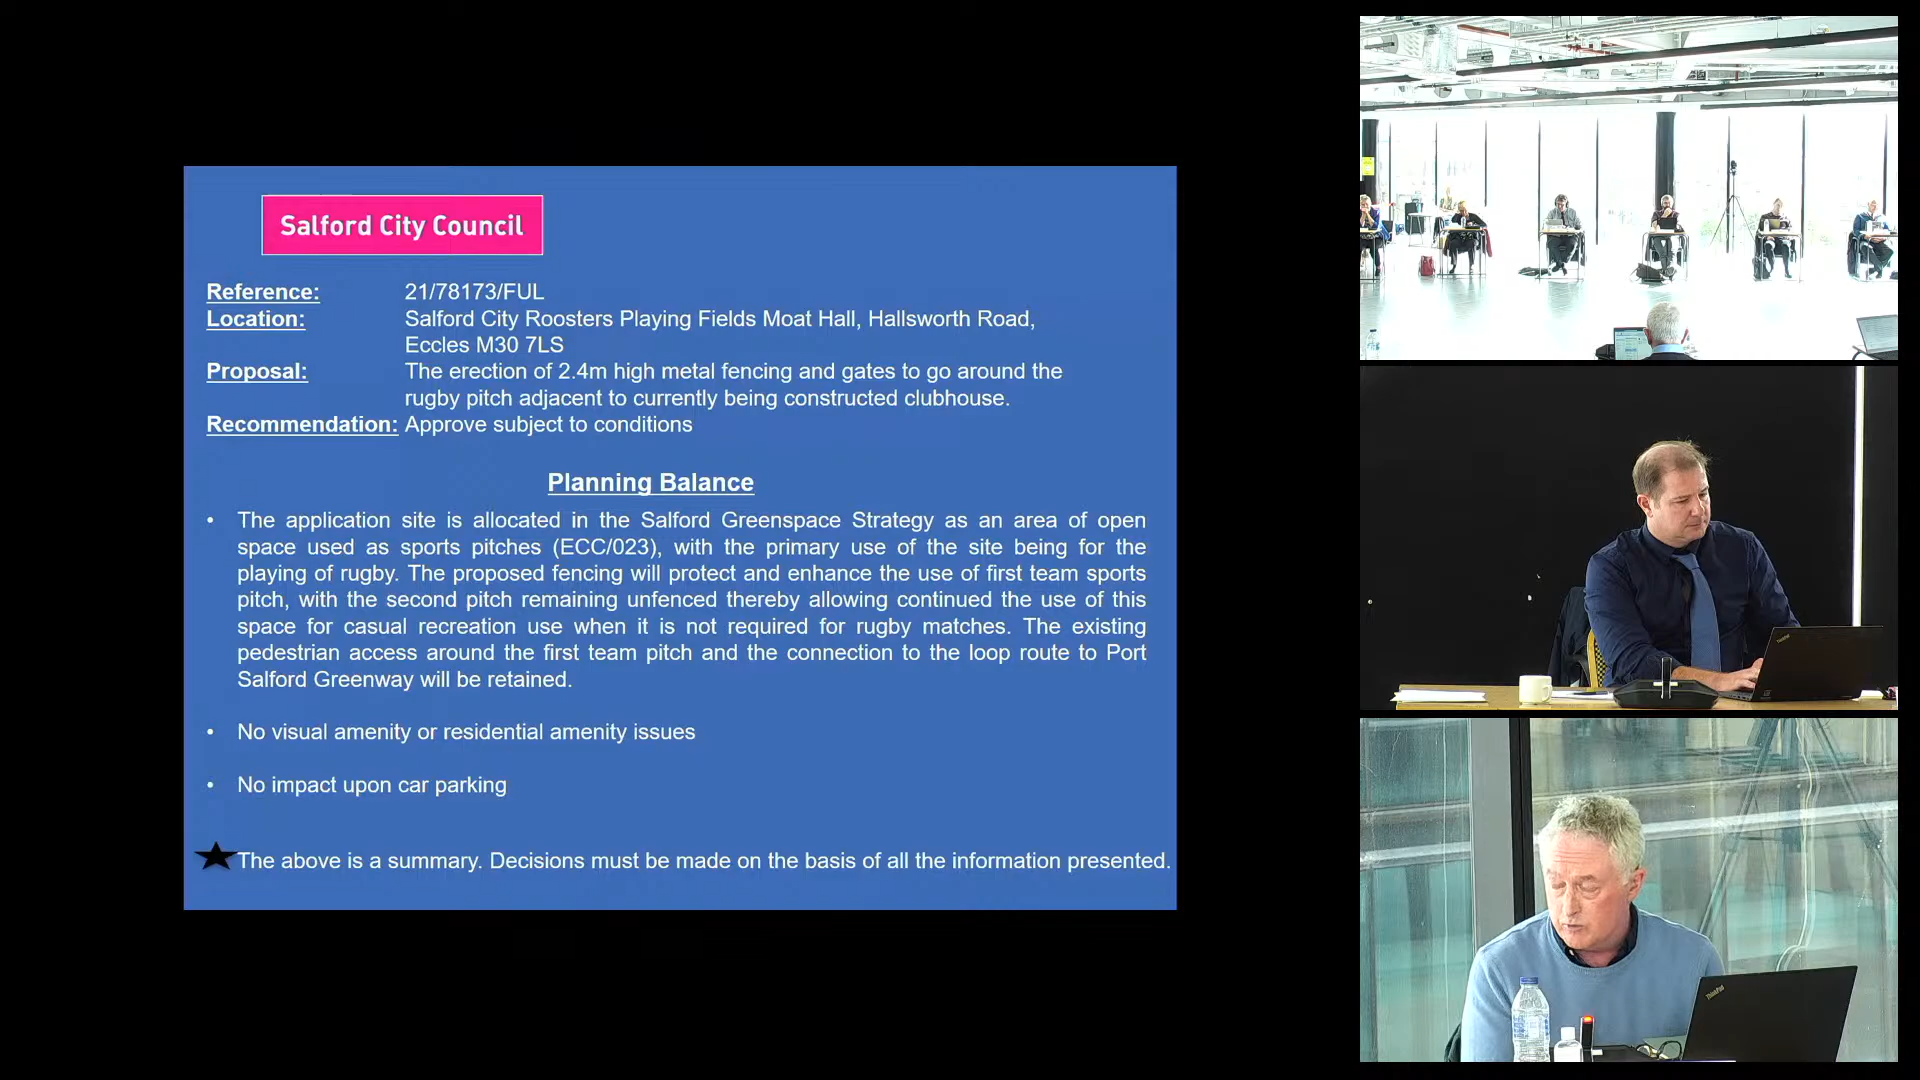 Salford City Council
Reference: 21/78173/FUL
Location: Salford City Roosters Playing Fields Moat Hall, Hallsworth Road,
Eccles M30 7LS
Proposal: The erection of 2.4m high metal fencing and gates to go around the
rugby pitch adjacent to currently being constructed clubhouse.
Recommendation: Approve subject to conditions
Planning Balance
• The application site is allocated in the Salford Greenspace Strategy as an area of open
space used as sports pitches (ECC/023), with the primary use of the site being for the
playing of rugby. The proposed fencing will protect and enhance the use of first team sports
pitch, with the second pitch remaining unfenced thereby allowing continued the use of this
space for casual recreation use when it is not required for rugby matches. The existing
pedestrian access around the first team pitch and the connection to the loop route to Port
Salford Greenway will be retained.
• No visual amenity or residential amenity issues
• No impact upon car parking
The above is a summary. Decisions must be made on the basis of all the information presented.
ThinkPad
ThinkPad